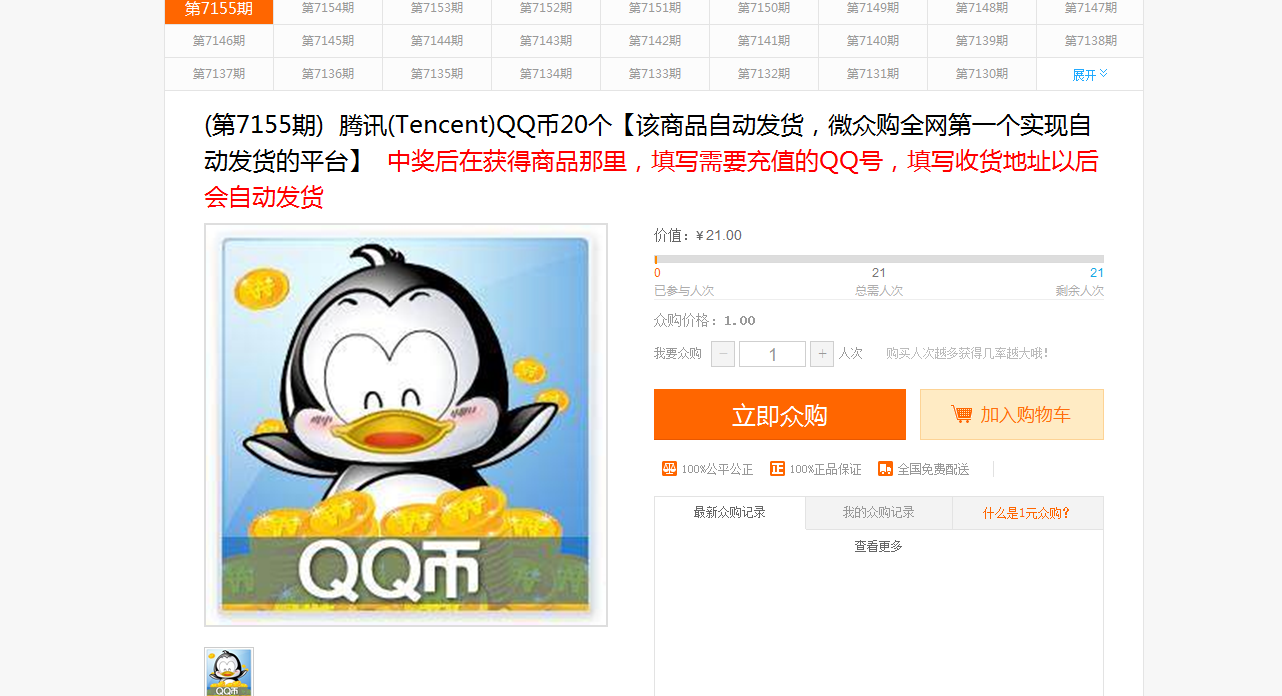 第7155期 第7154期 第7153期 第7152期 第7151期 第7150期 第7149期 第7148期 第7147期
第7146期 第7145期 第7144期 第7143期 第7142期 第7141期 第7140期 第7139期 第7138期
第7137期 第7136期 第7135期 第7134期 第7133期 第7132期 第7131期 第7130期 展开
(第7155期) 腾讯(Tencent)QQ币20个【该商品自动发货，微众购全网第一个实现自
动发货的平台】 中奖后在获得商品那里，填写需要充值的QQ号，填写收货地址以后
会自动发货
QQ币
QQ币
价值：¥21.00
0 21 21
已参与人次 总需人次 剩余人次
众购价格：1.00
我要众购 − 1 + 人次 购买人次越多获得几率越大哦！
立即众购 加入购物车
100%公平公正 正 100%正品保证 全国免费配送
最新众购记录 我的众购记录 什么是1元众购？
查看更多